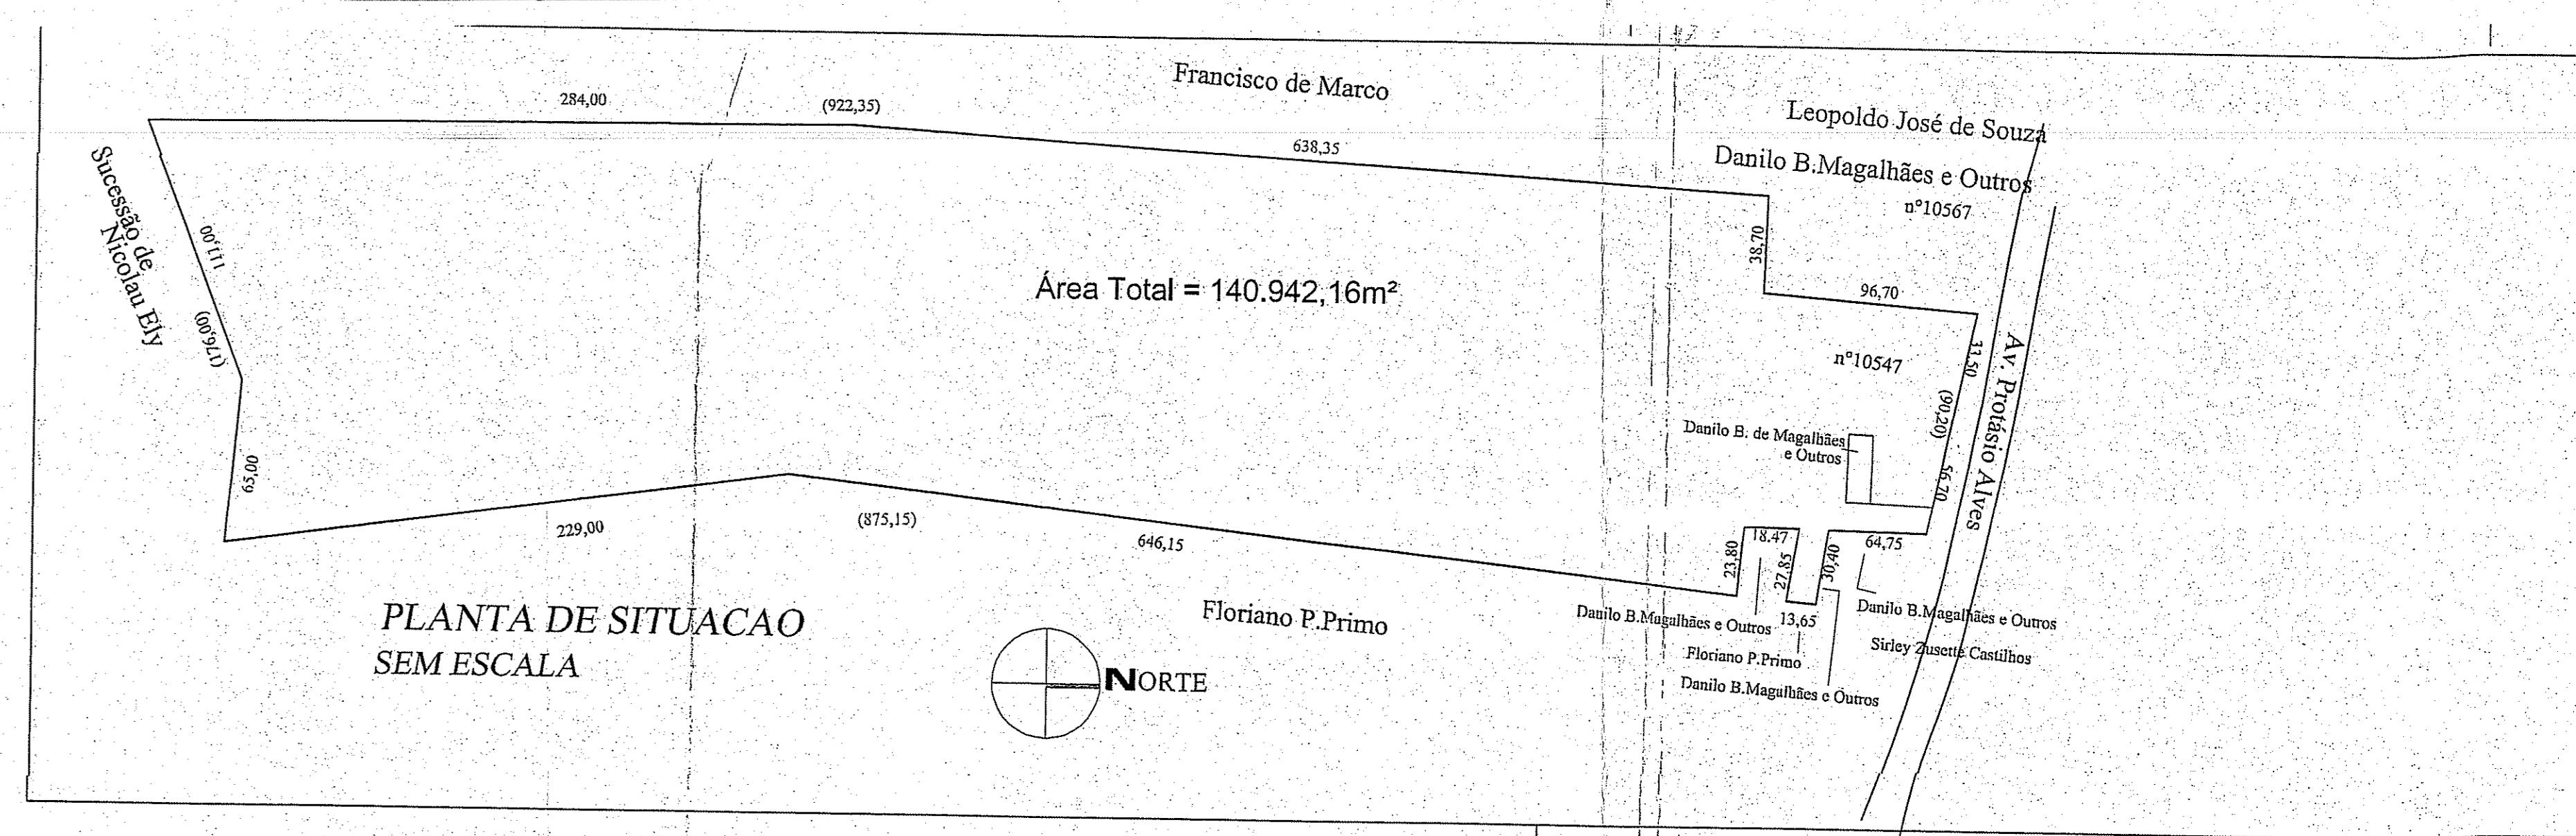 Francisco de Marco
284,00
(922,35)
638,35
Leopoldo José de Souza
Danilo B.Magalhães e Outros
nº10567
Sucessão de
Nicolau Ely
111,00
(176,00)
65,00
38,70
96,70
Área Total = 140.942,16m²
nº10547
33,50
(90,20)
56,70
Av. Protásio Alves
Danilo B. de Magalhães
e Outros
229,00
(875,15)
646,15
23,80
18,47
27,85
30,40
64,75
13,65
PLANTA DE SITUACAO
SEM ESCALA
NORTE
Floriano P.Primo
Danilo B.Magalhães e Outros
Floriano P.Primo
Danilo B.Magalhães e Outros
Danilo B.Magalhães e Outros
Sirley Zusette Castilhos